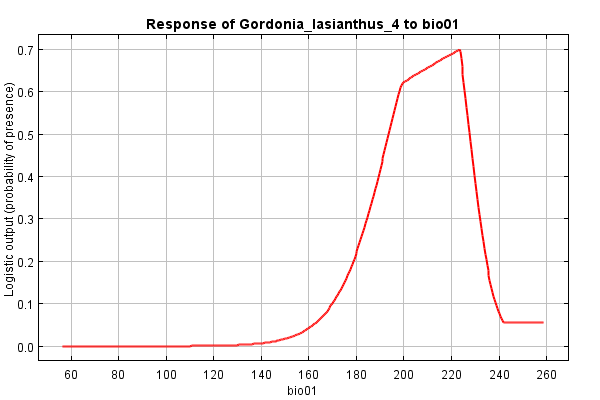 Response of Gordonia_lasianthus_4 to bio01
Logistic output (probability of presence)
0.7
0.6
0.5
0.4
0.3
0.2
0.1
0.0
60 80 100 120 140 160 180 200 220 240 260
bio01